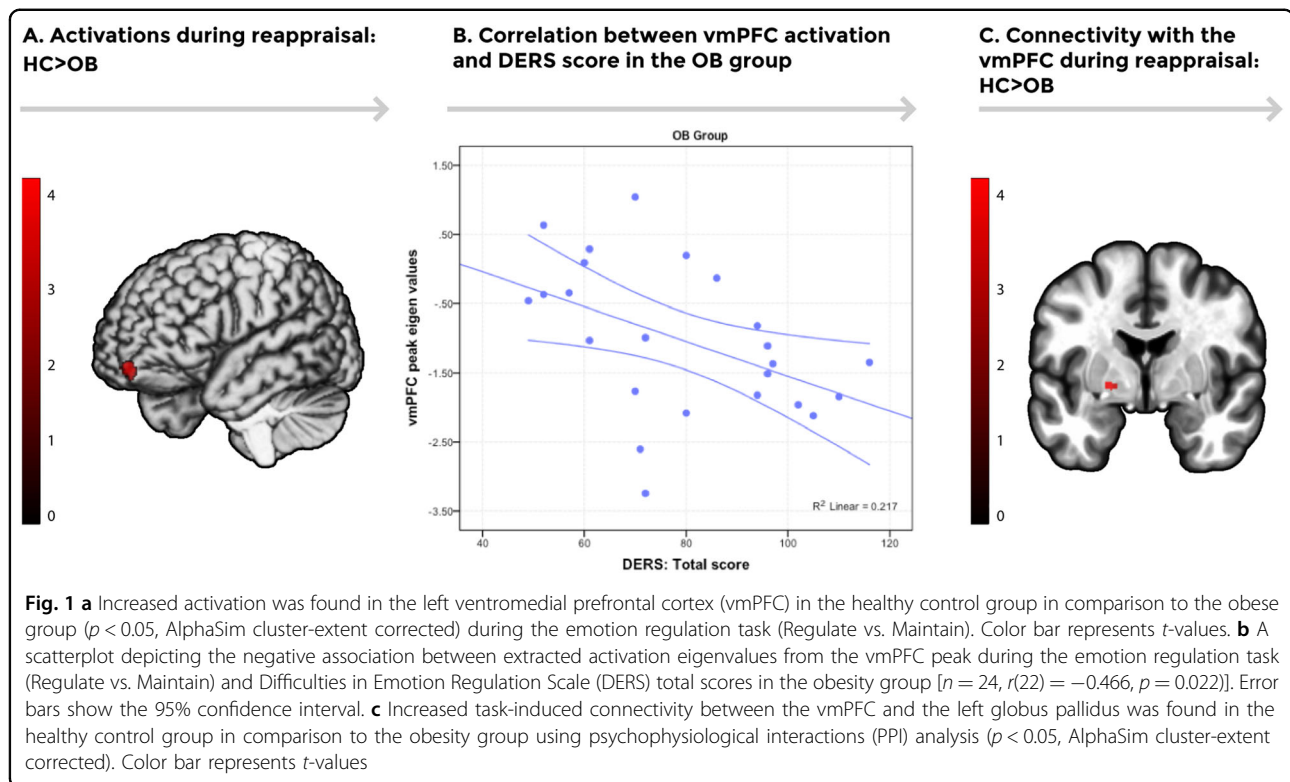 A. Activations during reappraisal:
HC>OB
B. Correlation between vmPFC activation
and DERS score in the OB group
C. Connectivity with the
vmPFC during reappraisal:
HC>OB
4
3
2
1
0
OB Group
vmPFC peak eigen values
1.50
.50
-.50
-1.50
-2.50
-3.50
R² Linear = 0.217
40
60
80
100
120
DERS: Total score
4
3
2
1
0
Fig. 1 a Increased activation was found in the left ventromedial prefrontal cortex (vmPFC) in the healthy control group in comparison to the obese
group (p < 0.05, AlphaSim cluster-extent corrected) during the emotion regulation task (Regulate vs. Maintain). Color bar represents t-values. b A
scatterplot depicting the negative association between extracted activation eigenvalues from the vmPFC peak during the emotion regulation task
(Regulate vs. Maintain) and Difficulties in Emotion Regulation Scale (DERS) total scores in the obesity group [n = 24, r(22) = −0.466, p = 0.022)]. Error
bars show the 95% confidence interval. c Increased task-induced connectivity between the vmPFC and the left globus pallidus was found in the
healthy control group in comparison to the obesity group using psychophysiological interactions (PPI) analysis (p < 0.05, AlphaSim cluster-extent
corrected). Color bar represents t-values